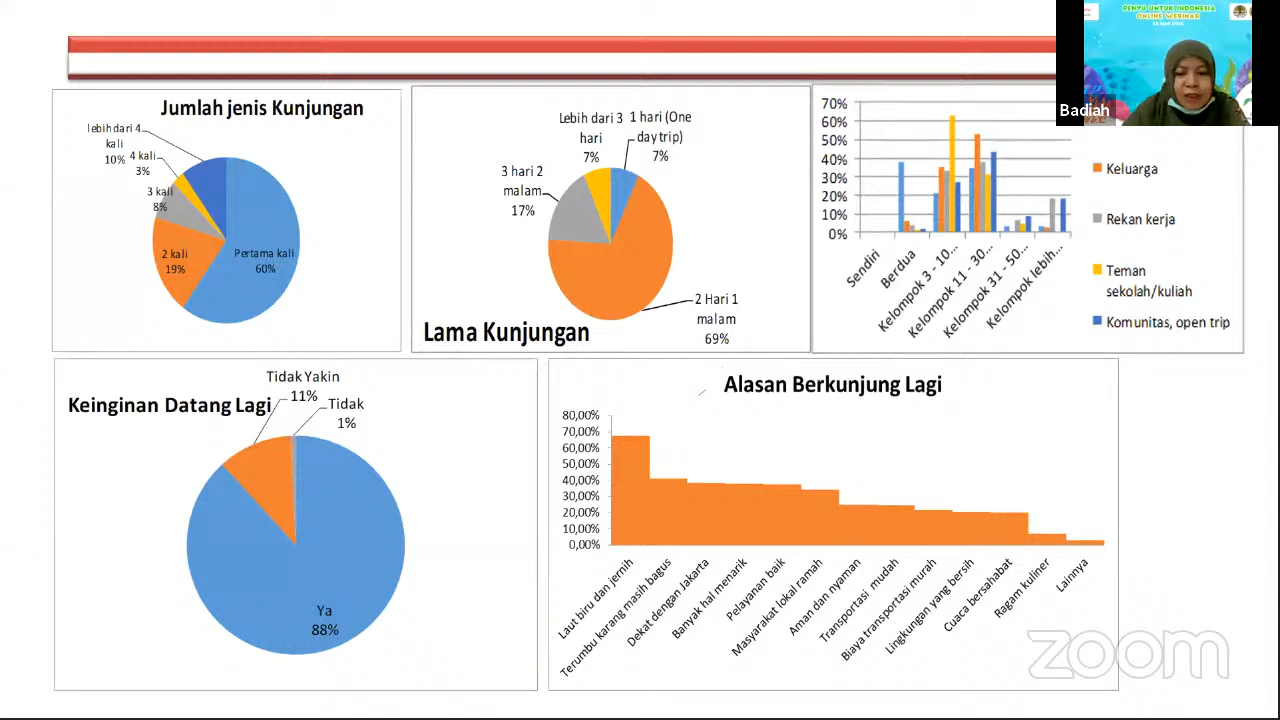 PENYU UNTUK INDONESIA
ONLINE WEBINAR
Badiah
Jumlah jenis Kunjungan
lebih dari 4
kali
10%
4 kali
3%
3 kali
8%
2 kali
19%
Pertama kali
60%
Lebih dari 3
hari
7%
1 hari (One
day trip)
7%
3 hari 2
malam
17%
2 Hari 1
malam
69%
Lama Kunjungan
70%
60%
50%
40%
30%
20%
10%
0%
Sendiri
Berdua
Kelompok 3 - 10...
Kelompok 11 - 30...
Kelompok 31 - 50...
Kelompok lebih...
Keluarga
Rekan kerja
Teman
sekolah/kuliah
Komunitas, open trip
Keinginan Datang Lagi
Tidak Yakin
11%
Tidak
1%
Ya
88%
Alasan Berkunjung Lagi
80,00%
70,00%
60,00%
50,00%
40,00%
30,00%
20,00%
10,00%
0,00%
Laut biru dan jernih
Terumbu karang masih bagus
Dekat dengan Jakarta
Banyak hal menarik
Pelayanan baik
Masyarakat lokal ramah
Aman dan nyaman
Transportasi mudah
Biaya transportasi murah
Lingkungan yang bersih
Cuaca bersahabat
Ragam kuliner
Lainnya
zoom